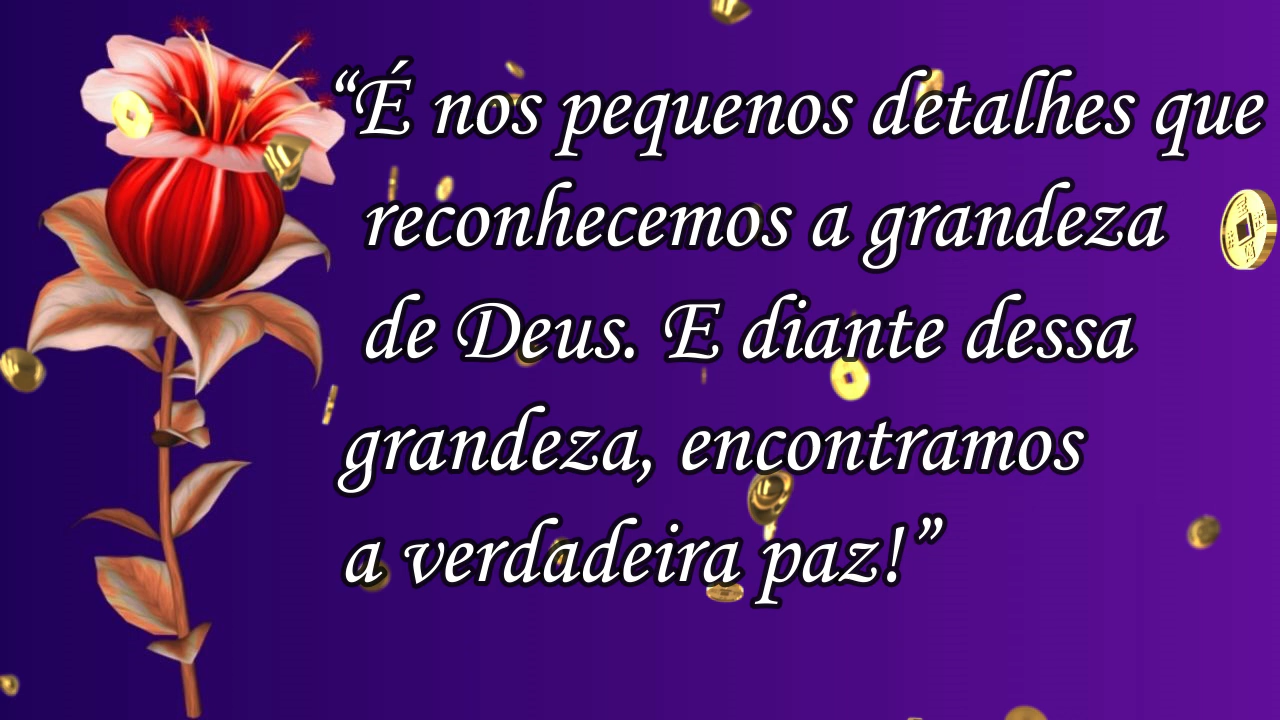 “É nos pequenos detalhes que
reconhecemos a grandeza
de Deus. E diante dessa
grandeza, encontramos
a verdadeira paz!”